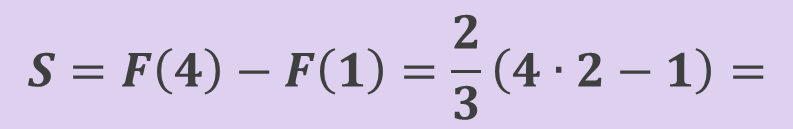 S = F(4) − F(1) = 2/3 (4 · 2 − 1) =